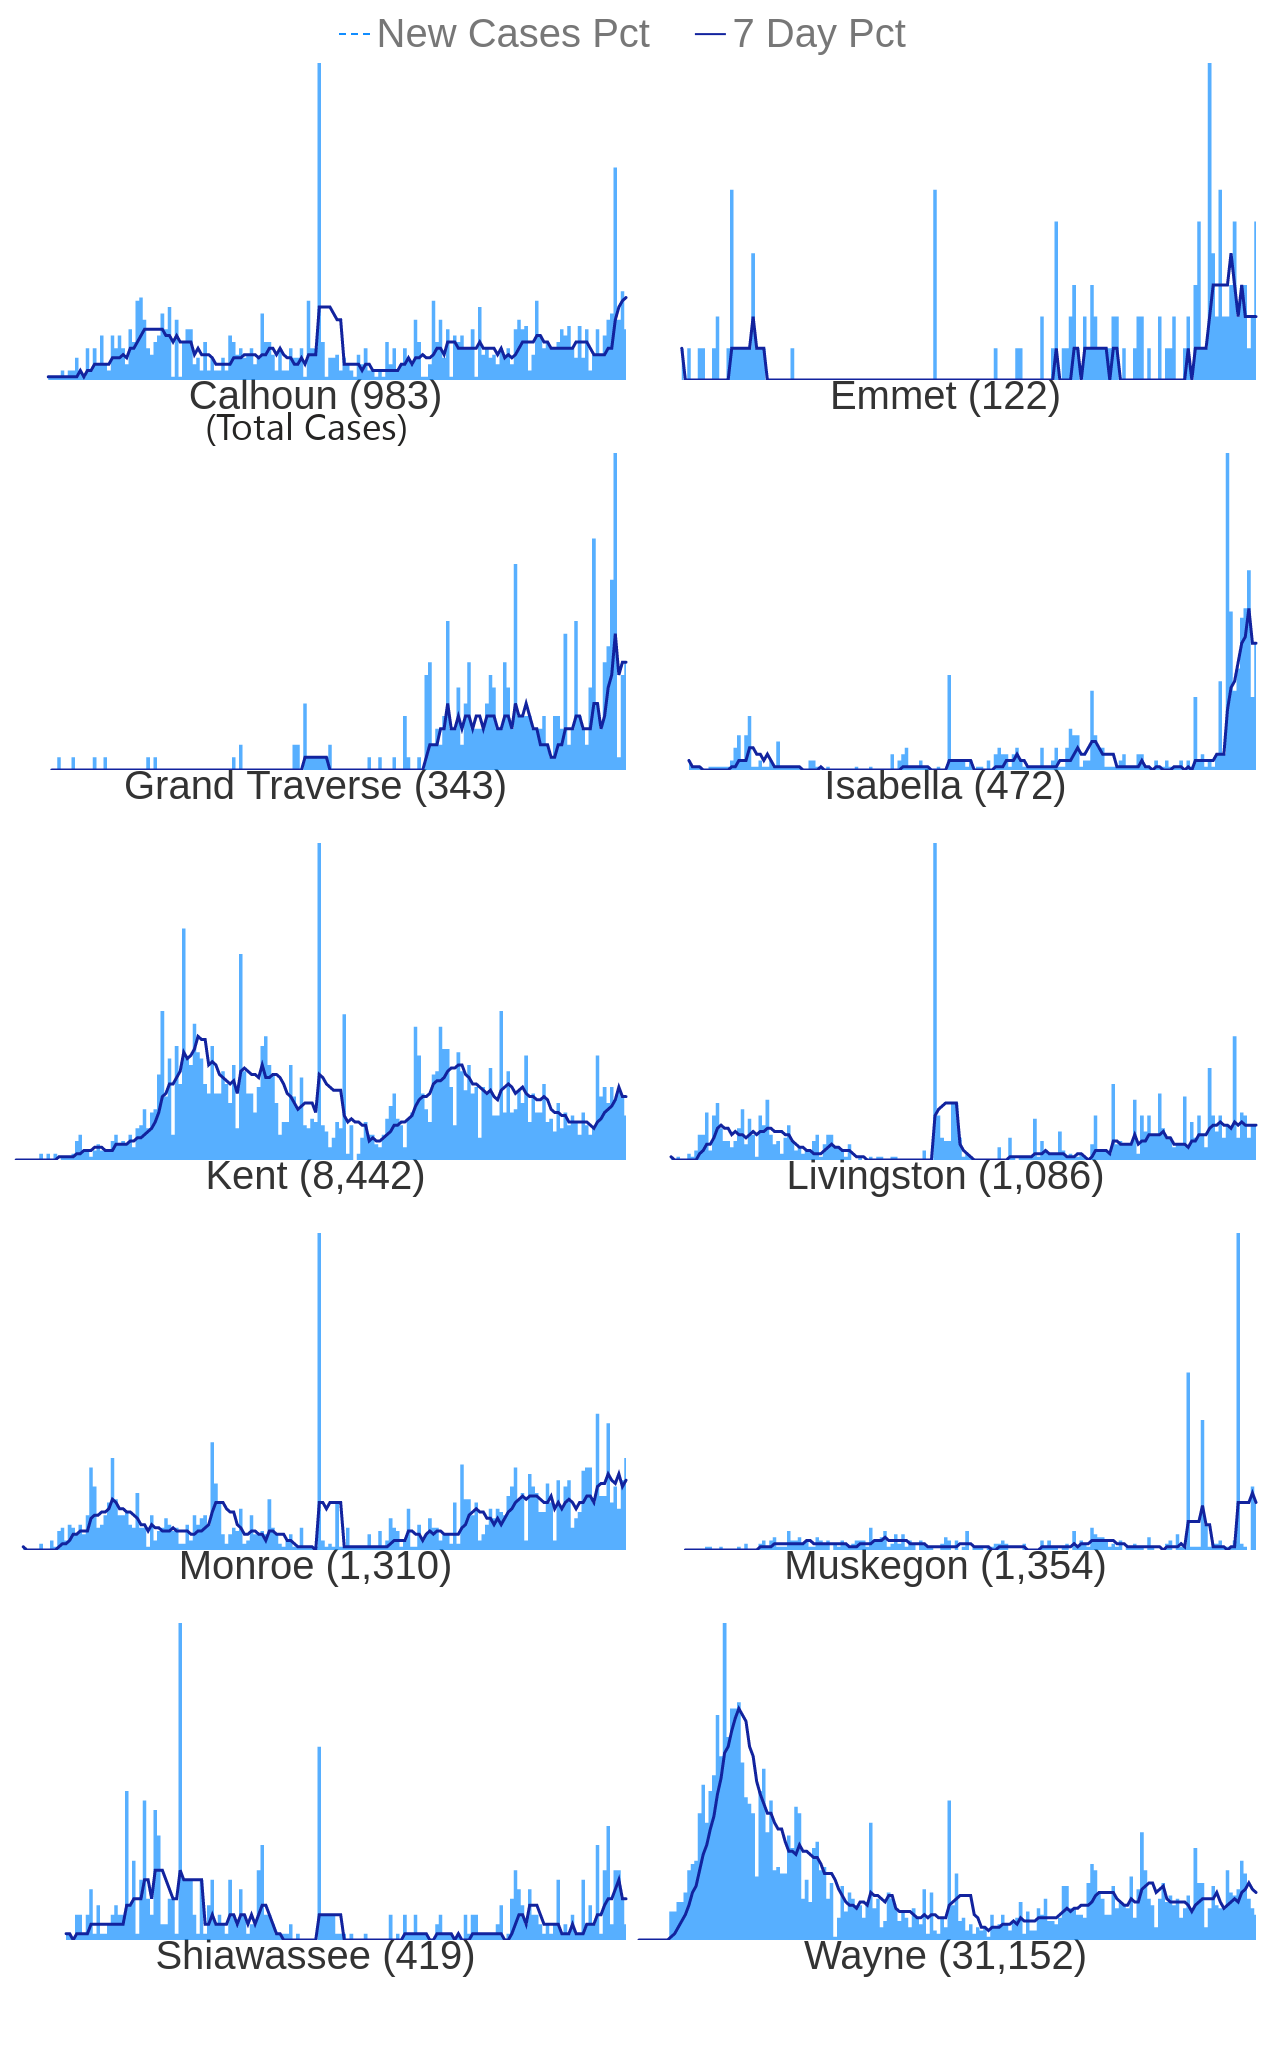 New Cases Pct 7 Day Pct
Calhoun (983) Emmet (122)
(Total Cases)
Grand Traverse (343) Isabella (472)
Kent (8,442) Livingston (1,086)
Monroe (1,310) Muskegon (1,354)
Shiawassee (419) Wayne (31,152)